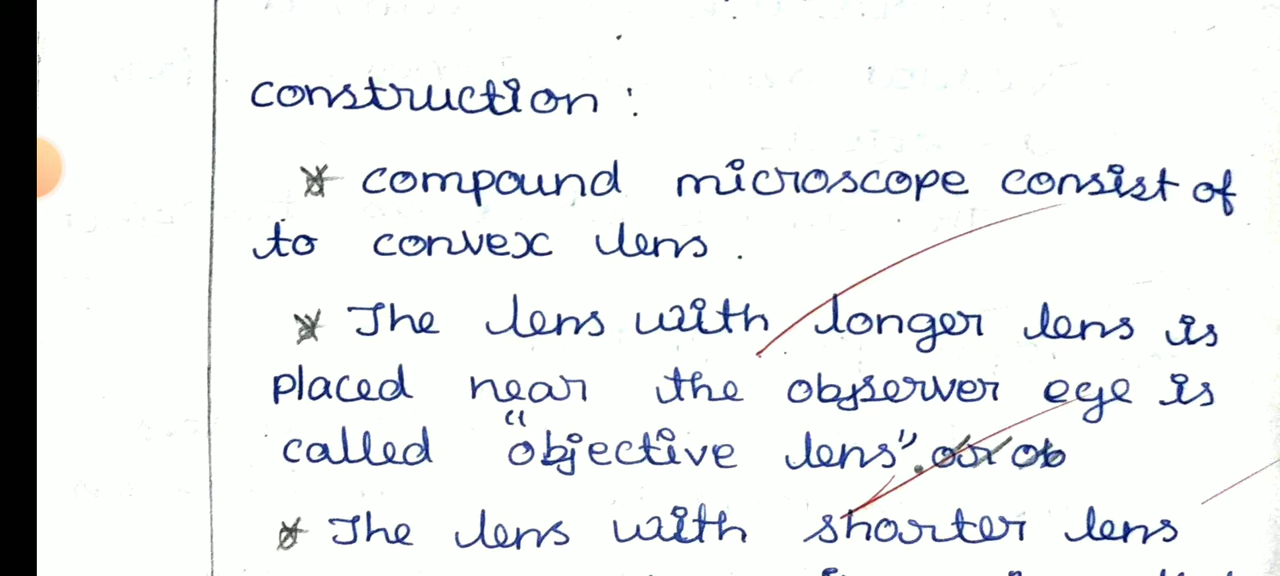 construction :
* compound microscope consist of
to convex lens .
* The lens with longer lens is
placed near the observer eye is
called "objective lens".
* The lens with shorter lens